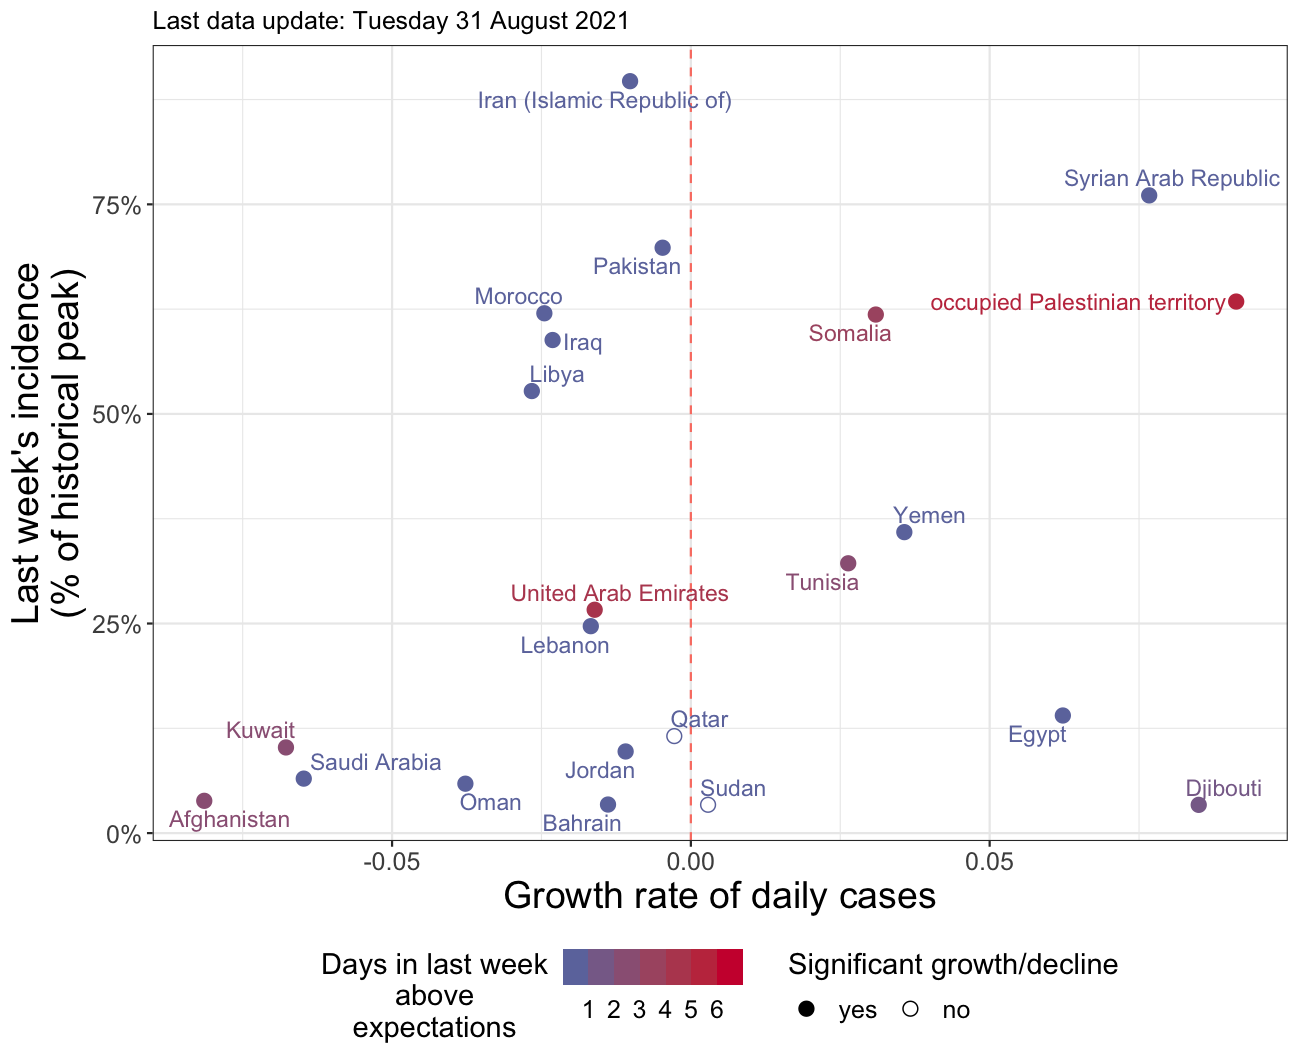 Last data update: Tuesday 31 August 2021
Last week's incidence
(% of historical peak)
75%
50%
25%
0%
Iran (Islamic Republic of)
Syrian Arab Republic
Pakistan
Morocco
occupied Palestinian territory
Somalia
Iraq
Libya
Yemen
Tunisia
United Arab Emirates
Lebanon
Qatar
Kuwait
Egypt
Saudi Arabia
Jordan
Sudan
Djibouti
Oman
Afghanistan
Bahrain
-0.05 0.00 0.05
Growth rate of daily cases
Days in last week
above
expectations
1 2 3 4 5 6
Significant growth/decline
yes no